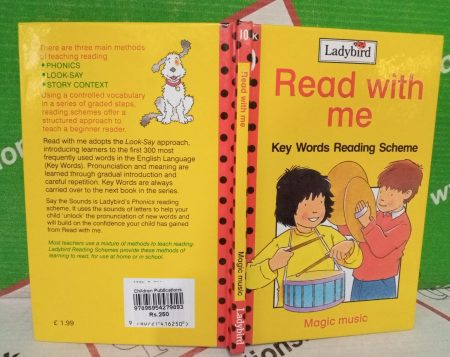 There are three main methods
of teaching reading
• PHONICS
• LOOK-SAY
• STORY CONTEXT
Using a controlled vocabulary
in a series of graded steps,
reading schemes offer a
structured approach to
teach a beginner reader.
Read with me adopts the Look-Say approach,
introducing learners to the first 300 most
frequently used words in the English Language
(Key Words). Pronunciation and meaning are
learned through gradual introduction and
careful repetition. Key Words are always
carried over to the next book in the series.
Say the Sounds is Ladybird's Phonics reading
scheme. It uses the sounds of letters to help your
child 'unlock' the pronunciation of new words and
will build on the confidence your child has gained
from Read with me.
Most teachers use a mixture of methods to teach reading.
Ladybird Reading Schemes provide these methods of
learning to read, for use at home or in school.
Children Publications
Rs.250
£ 1.99
10
Read with me
Magic music
Ladybird
Ladybird
Read with
me
Key Words Reading Scheme
Magic music